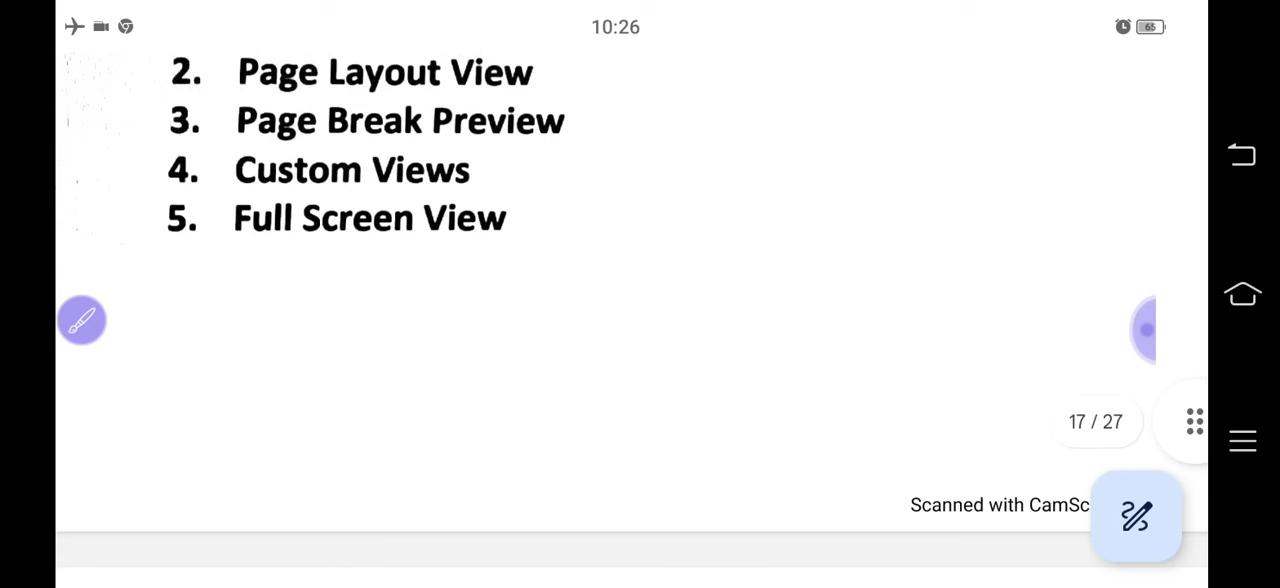 10:26
65
2. Page Layout View
3. Page Break Preview
4. Custom Views
5. Full Screen View
17 / 27
Scanned with CamSc